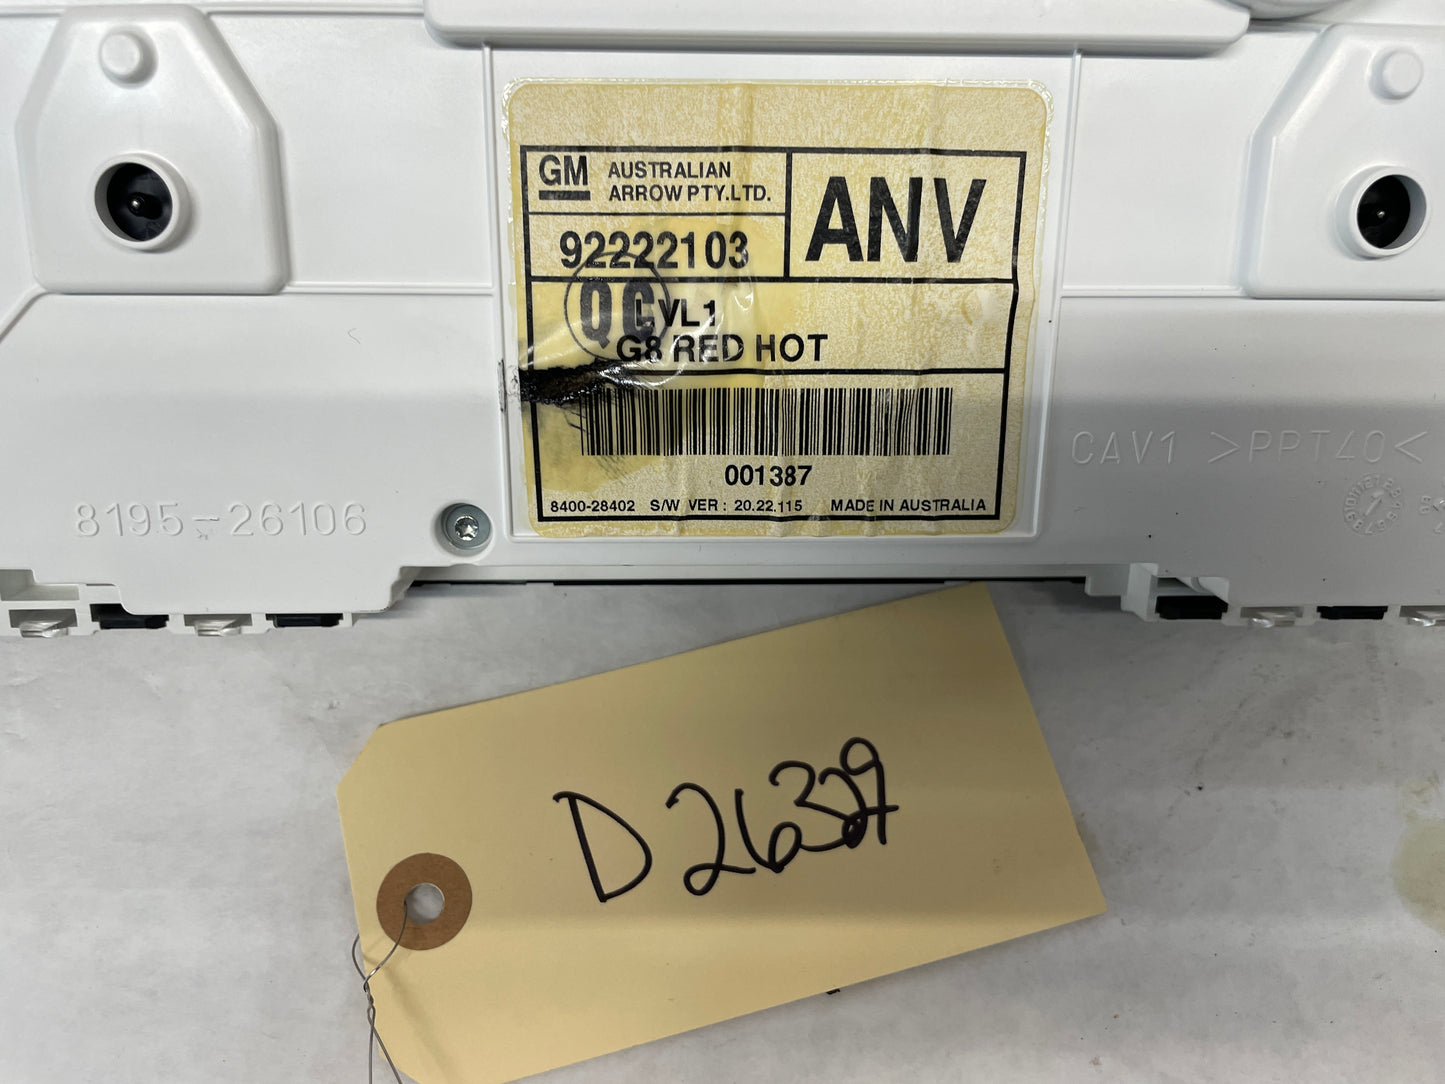 GM AUSTRALIAN
ARROW PTY.LTD.
ANV
92222103
QC
LVL1
G8 RED HOT
001387
8400-28402 S/W VER : 20.22.115 MADE IN AUSTRALIA
8195-26106
CAV1 >PPT40<
D26329